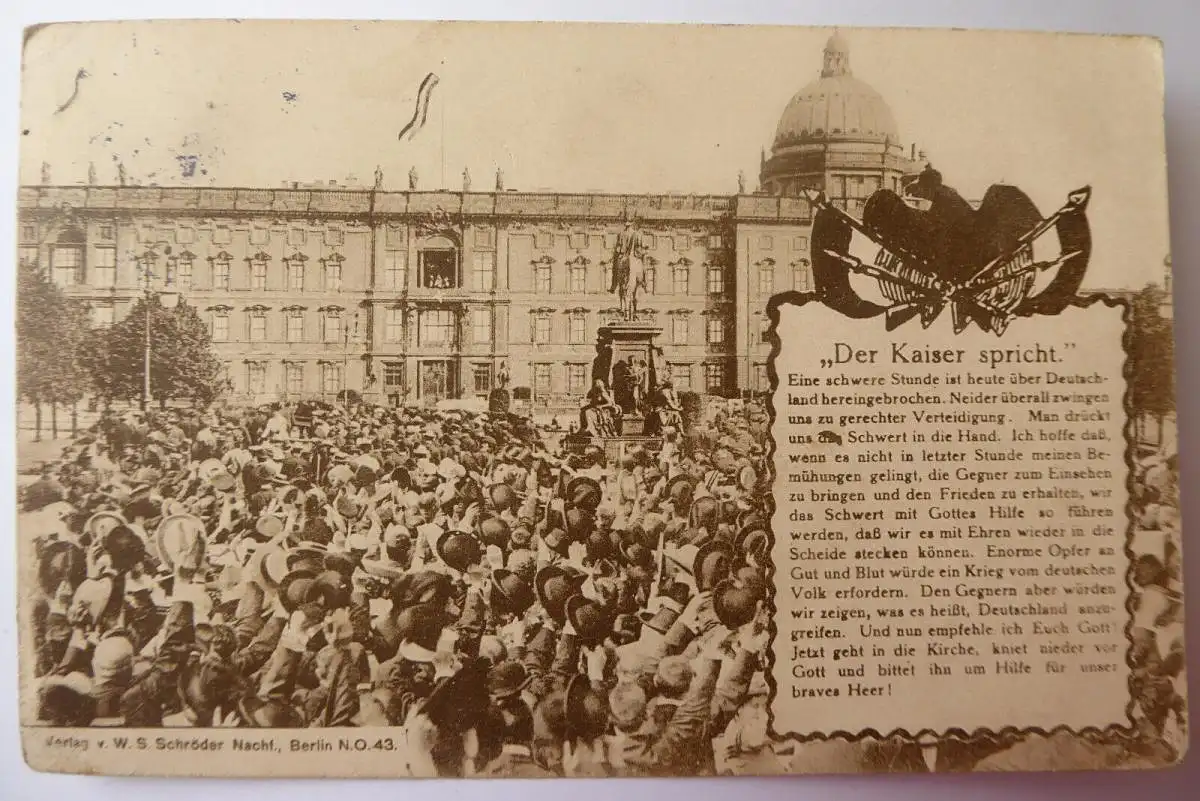 „Der Kaiser spricht."
Eine schwere Stunde ist heute über Deutsch-
land hereingebrochen. Neider überall zwingen
uns zu gerechter Verteidigung. Man drückt
uns das Schwert in die Hand. Ich hoffe daß,
wenn es nicht in letzter Stunde meinen Be-
mühungen gelingt, die Gegner zum Einsehen
zu bringen und den Frieden zu erhalten, wir
das Schwert mit Gottes Hilfe so führen
werden, daß wir es mit Ehren wieder in die
Scheide stecken können. Enorme Opfer an
Gut und Blut würde ein Krieg vom deutschen
Volk erfordern. Den Gegnern aber würden
wir zeigen, was es heißt, Deutschland anzu-
greifen. Und nun empfehle ich Euch Gott!
Jetzt geht in die Kirche, kniet nieder vor
Gott und bittet ihn um Hilfe für unser
braves Heer!
Verlag v. W. S. Schröder Nachf., Berlin N.O. 43.